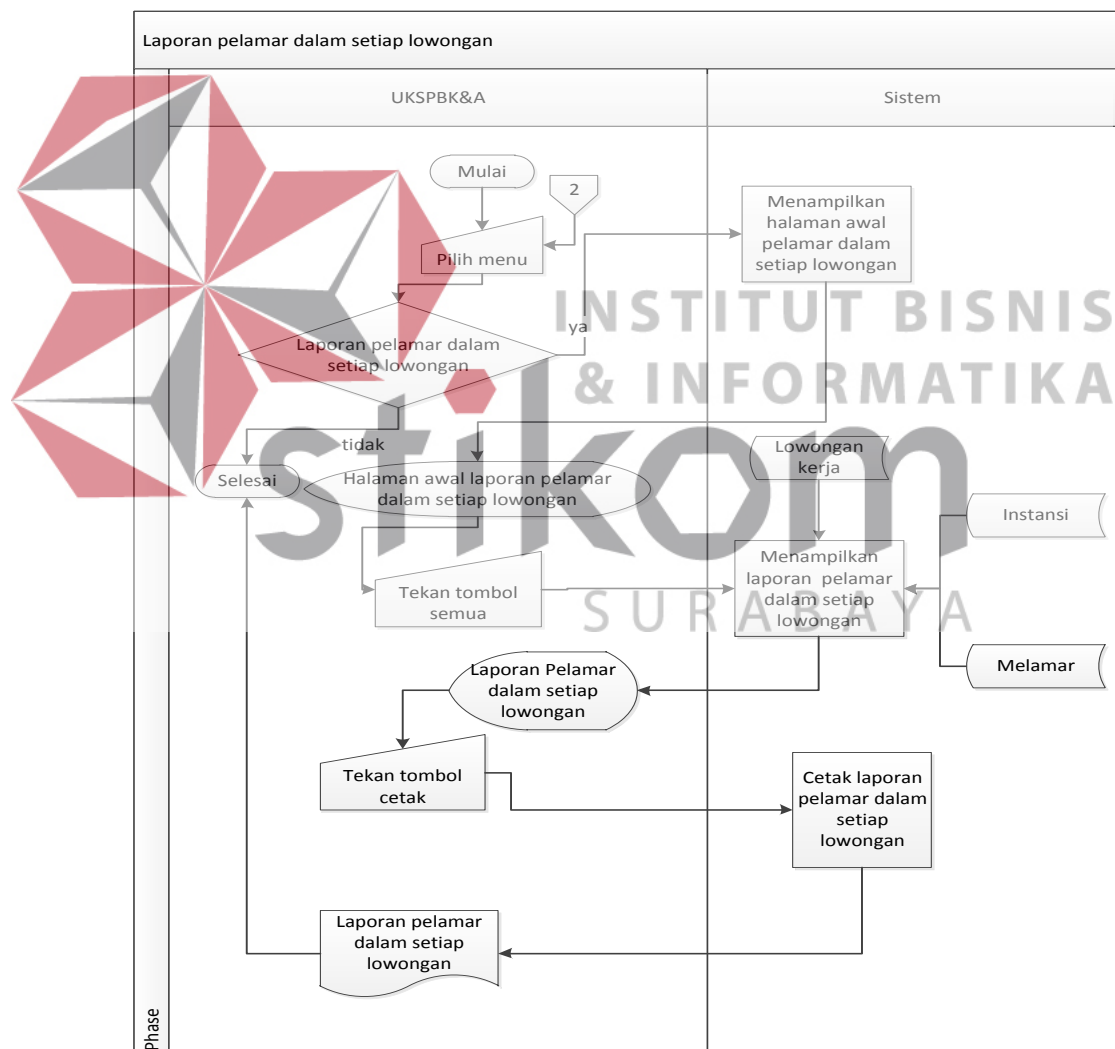 Laporan pelamar dalam setiap lowongan
UKSPBK&A
Sistem
Mulai
2
Pilih menu
Menampilkan
halaman awal
pelamar dalam
setiap lowongan
ya
Laporan pelamar dalam
setiap lowongan
tidak
Selesai
Halaman awal laporan pelamar
dalam setiap lowongan
Lowongan
kerja
Instansi
Tekan tombol
semua
Menampilkan
laporan pelamar
dalam setiap
lowongan
Melamar
Laporan Pelamar
dalam setiap
lowongan
Tekan tombol
cetak
Cetak laporan
pelamar dalam
setiap
lowongan
Laporan pelamar
dalam setiap
lowongan
Phase
INSTITUT BISNIS
& INFORMATIKA
stikom
SURABAYA